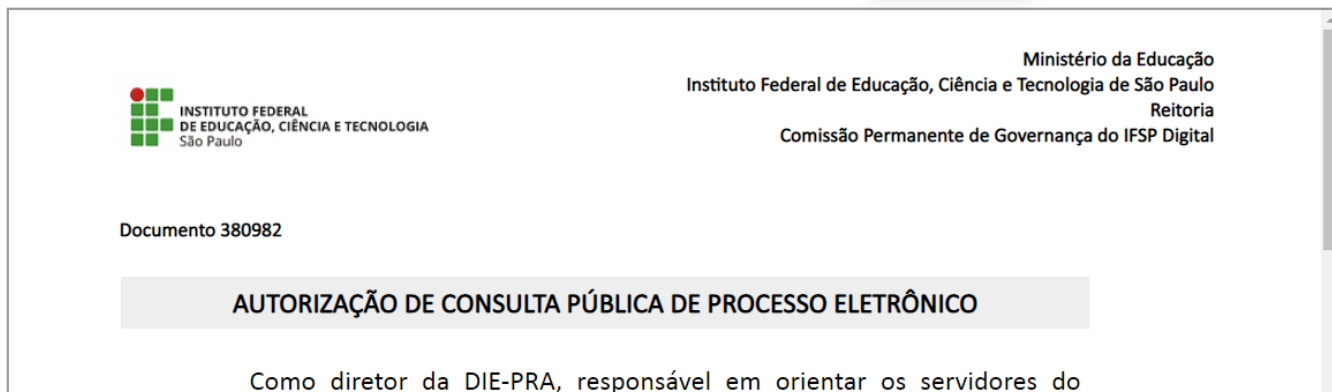 Ministério da Educação
Instituto Federal de Educação, Ciência e Tecnologia de São Paulo
Reitoria
Comissão Permanente de Governança do IFSP Digital
INSTITUTO FEDERAL
DE EDUCAÇÃO, CIÊNCIA E TECNOLOGIA
São Paulo
Documento 380982
AUTORIZAÇÃO DE CONSULTA PÚBLICA DE PROCESSO ELETRÔNICO
Como diretor da DIE-PRA, responsável em orientar os servidores do